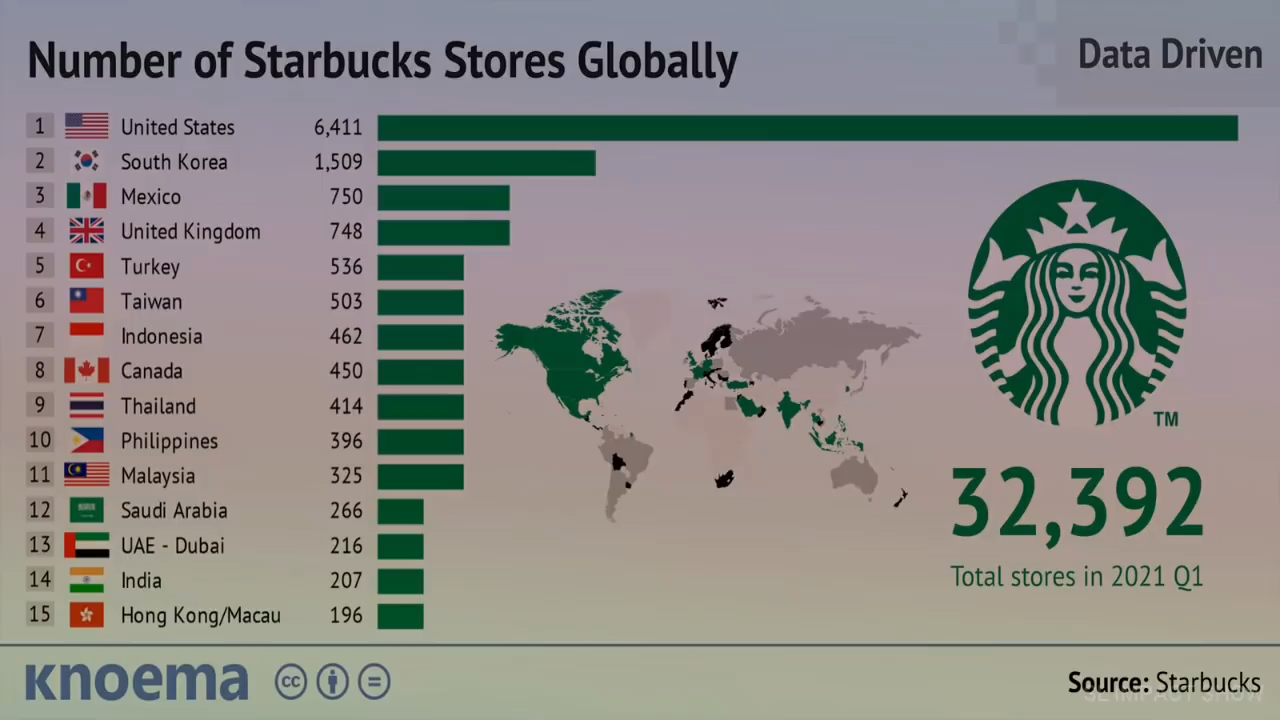 Number of Starbucks Stores Globally
Data Driven
1 United States 6,411
2 South Korea 1,509
3 Mexico 750
4 United Kingdom 748
5 Turkey 536
6 Taiwan 503
7 Indonesia 462
8 Canada 450
9 Thailand 414
10 Philippines 396
11 Malaysia 325
12 Saudi Arabia 266
13 UAE - Dubai 216
14 India 207
15 Hong Kong/Macau 196
TM
32,392
Total stores in 2021 Q1
knoema
cc
Source: Starbucks